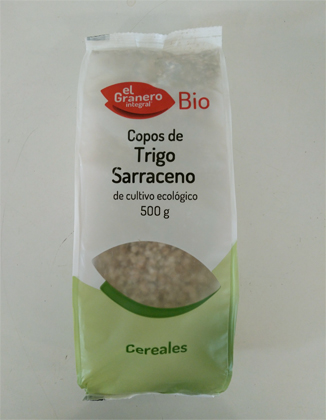 el
Granero
integral
Bio
Copos de
Trigo
Sarraceno
de cultivo ecológico
500 g
Cereales